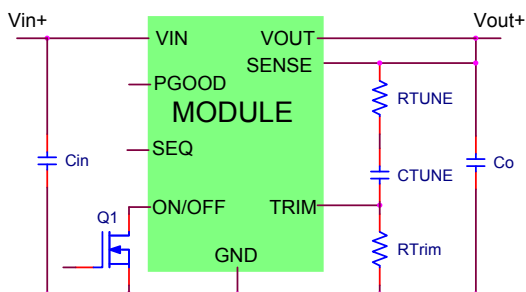 Vin+
Vout+
VIN
VOUT
SENSE
PGOOD
RTUNE
MODULE
SEQ
Cin
CTUNE
Co
Q1
ON/OFF
TRIM
GND
RTrim